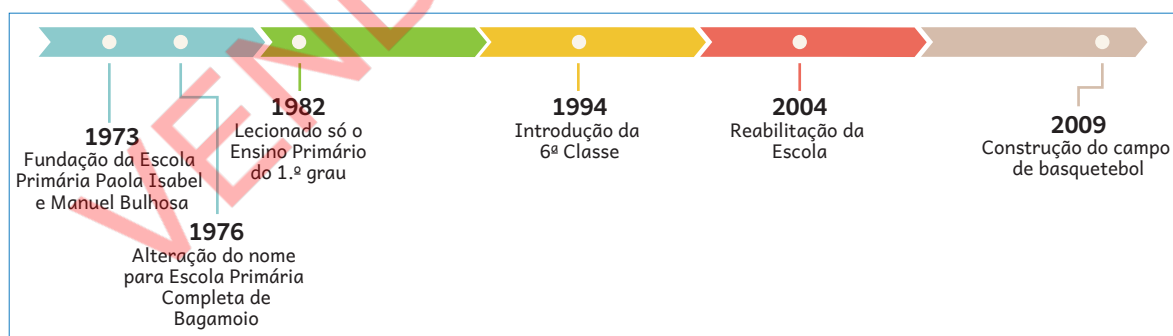 1973
Fundação da Escola
Primária Paola Isabel
e Manuel Bulhosa
1976
Alteração do nome
para Escola Primária
Completa de
Bagamoio
1982
Lecionado só o
Ensino Primário
do 1.º grau
1994
Introdução da
6ª Classe
2004
Reabilitação da
Escola
2009
Construção do campo
de basquetebol